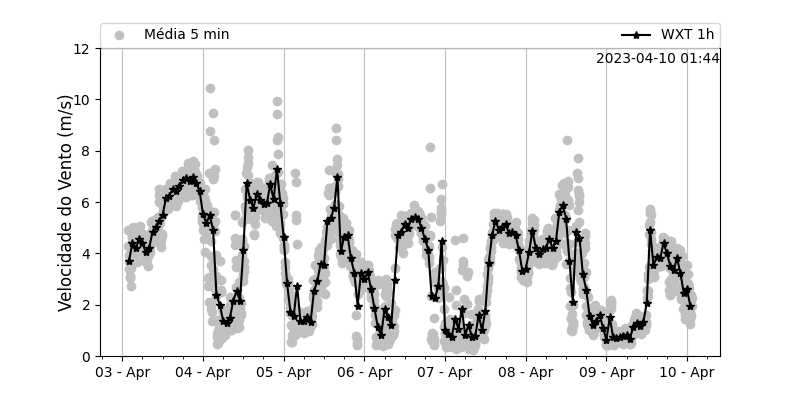 Média 5 min
WXT 1h
2023-04-10 01:44
Velocidade do Vento (m/s)
12
10
8
6
4
2
0
03 - Apr
04 - Apr
05 - Apr
06 - Apr
07 - Apr
08 - Apr
09 - Apr
10 - Apr